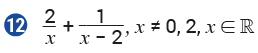 12 2/x + 1/(x − 2), x ≠ 0, 2, x ∈ ℝ